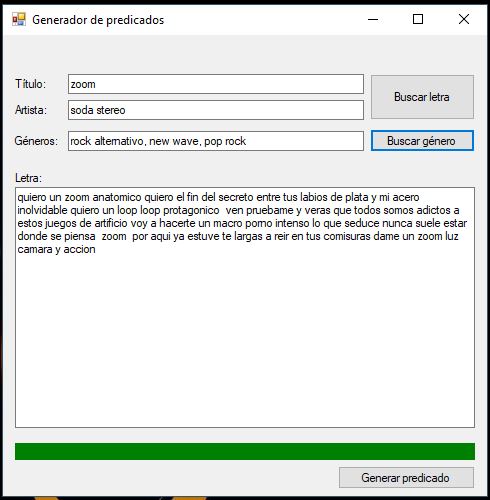 Generador de predicados
Título: zoom
Buscar letra
Artista: soda stereo
Géneros: rock alternativo, new wave, pop rock Buscar género
Letra:
quiero un zoom anatomico quiero el fin del secreto entre tus labios de plata y mi acero
inolvidable quiero un loop loop protagonico  ven pruebame y veras que todos somos adictos a
estos juegos de artificio voy a hacerte un macro porno intenso lo que seduce nunca suele estar
donde se piensa  zoom  por aqui ya estuve te largas a reir en tus comisuras dame un zoom luz
camara y accion
Generar predicado